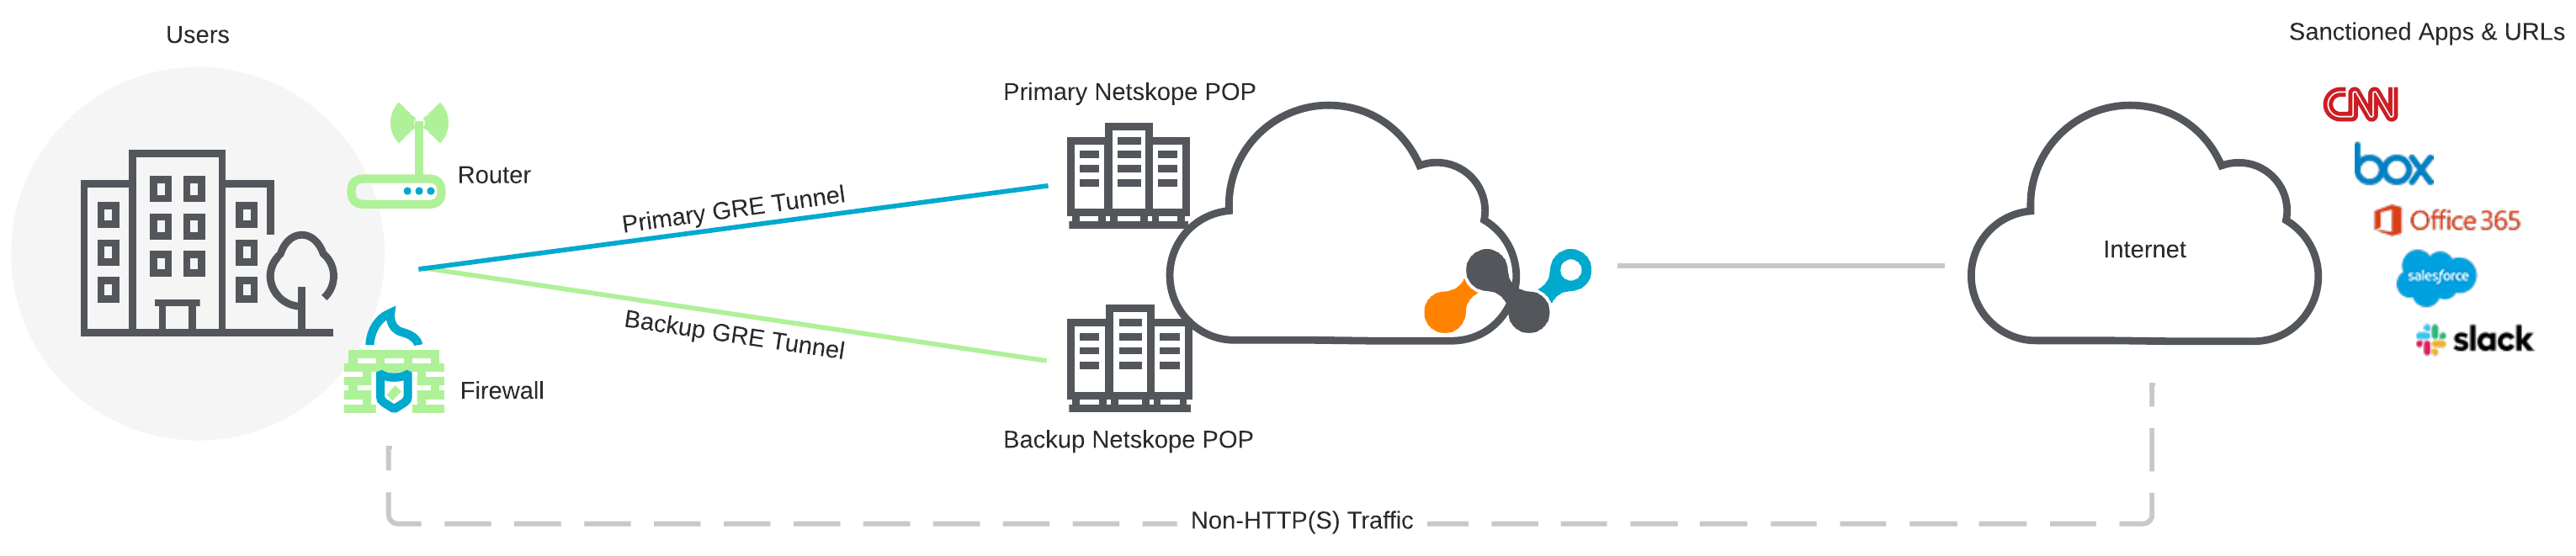 Users
Sanctioned Apps & URLs
Primary Netskope POP
CNN
box
Router
Primary GRE Tunnel
Office 365
Internet
salesforce
Backup GRE Tunnel
slack
Firewall
Backup Netskope POP
Non-HTTP(S) Traffic